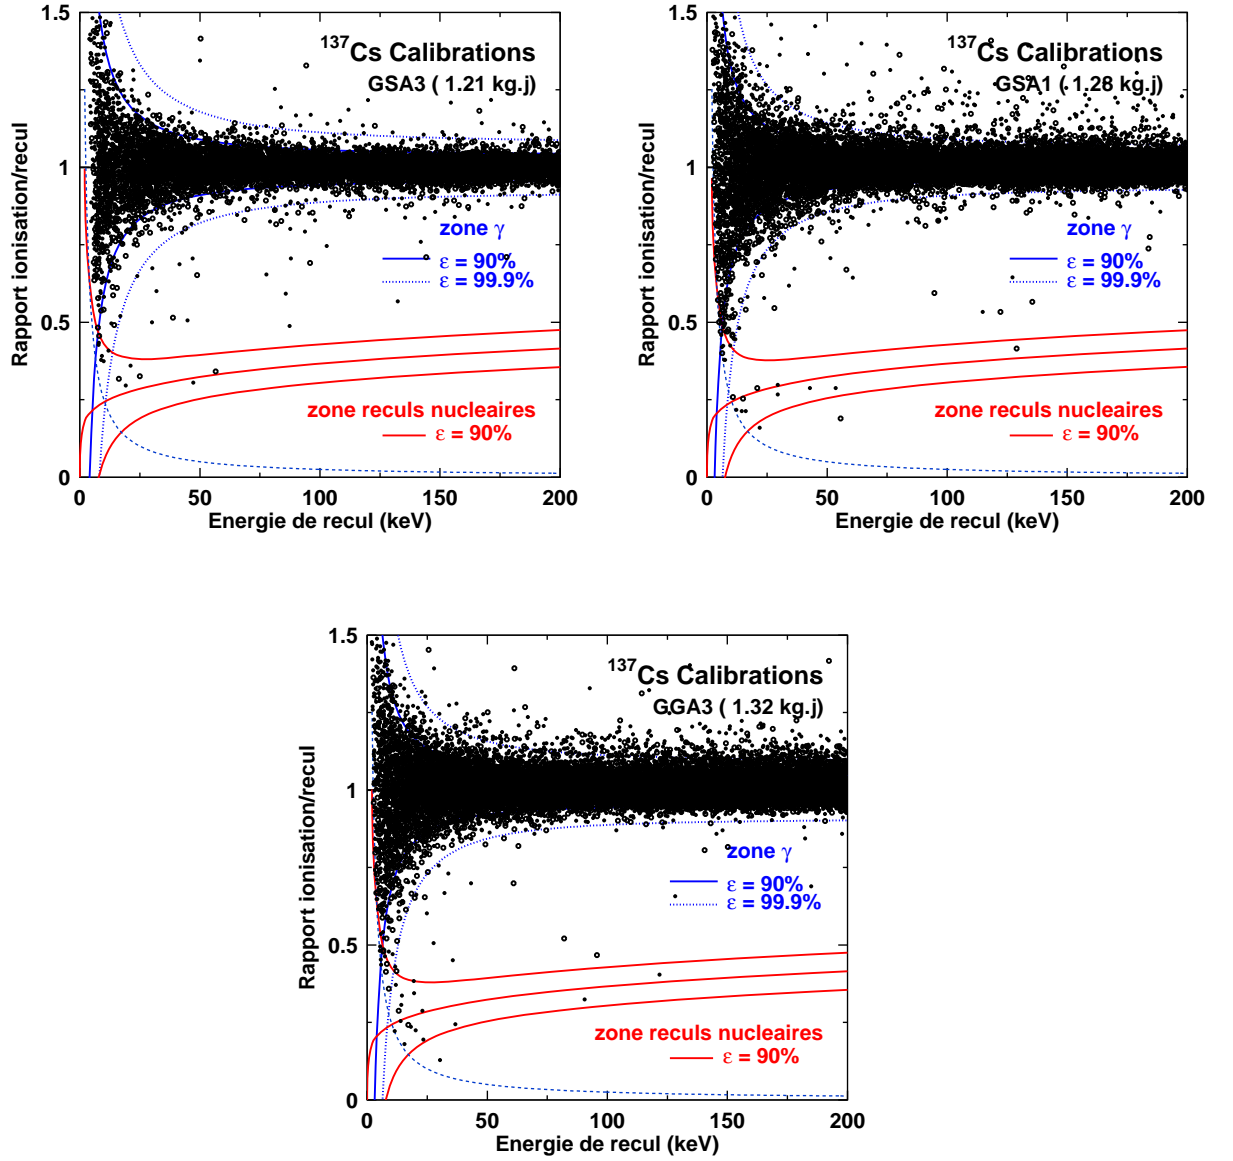 1.5
1
0.5
0
Rapport ionisation/recul
¹³⁷Cs Calibrations
GSA3 ( 1.21 kg.j)
zone γ
ε = 90%
ε = 99.9%
zone reculs nucleaires
ε = 90%
0 50 100 150 200
Energie de recul (keV)
1.5
1
0.5
0
Rapport ionisation/recul
¹³⁷Cs Calibrations
GSA1 ( 1.28 kg.j)
zone γ
ε = 90%
ε = 99.9%
zone reculs nucleaires
ε = 90%
0 50 100 150 200
Energie de recul (keV)
1.5
1
0.5
0
Rapport ionisation/recul
¹³⁷Cs Calibrations
GGA3 ( 1.32 kg.j)
zone γ
ε = 90%
ε = 99.9%
zone reculs nucleaires
ε = 90%
0 50 100 150 200
Energie de recul (keV)